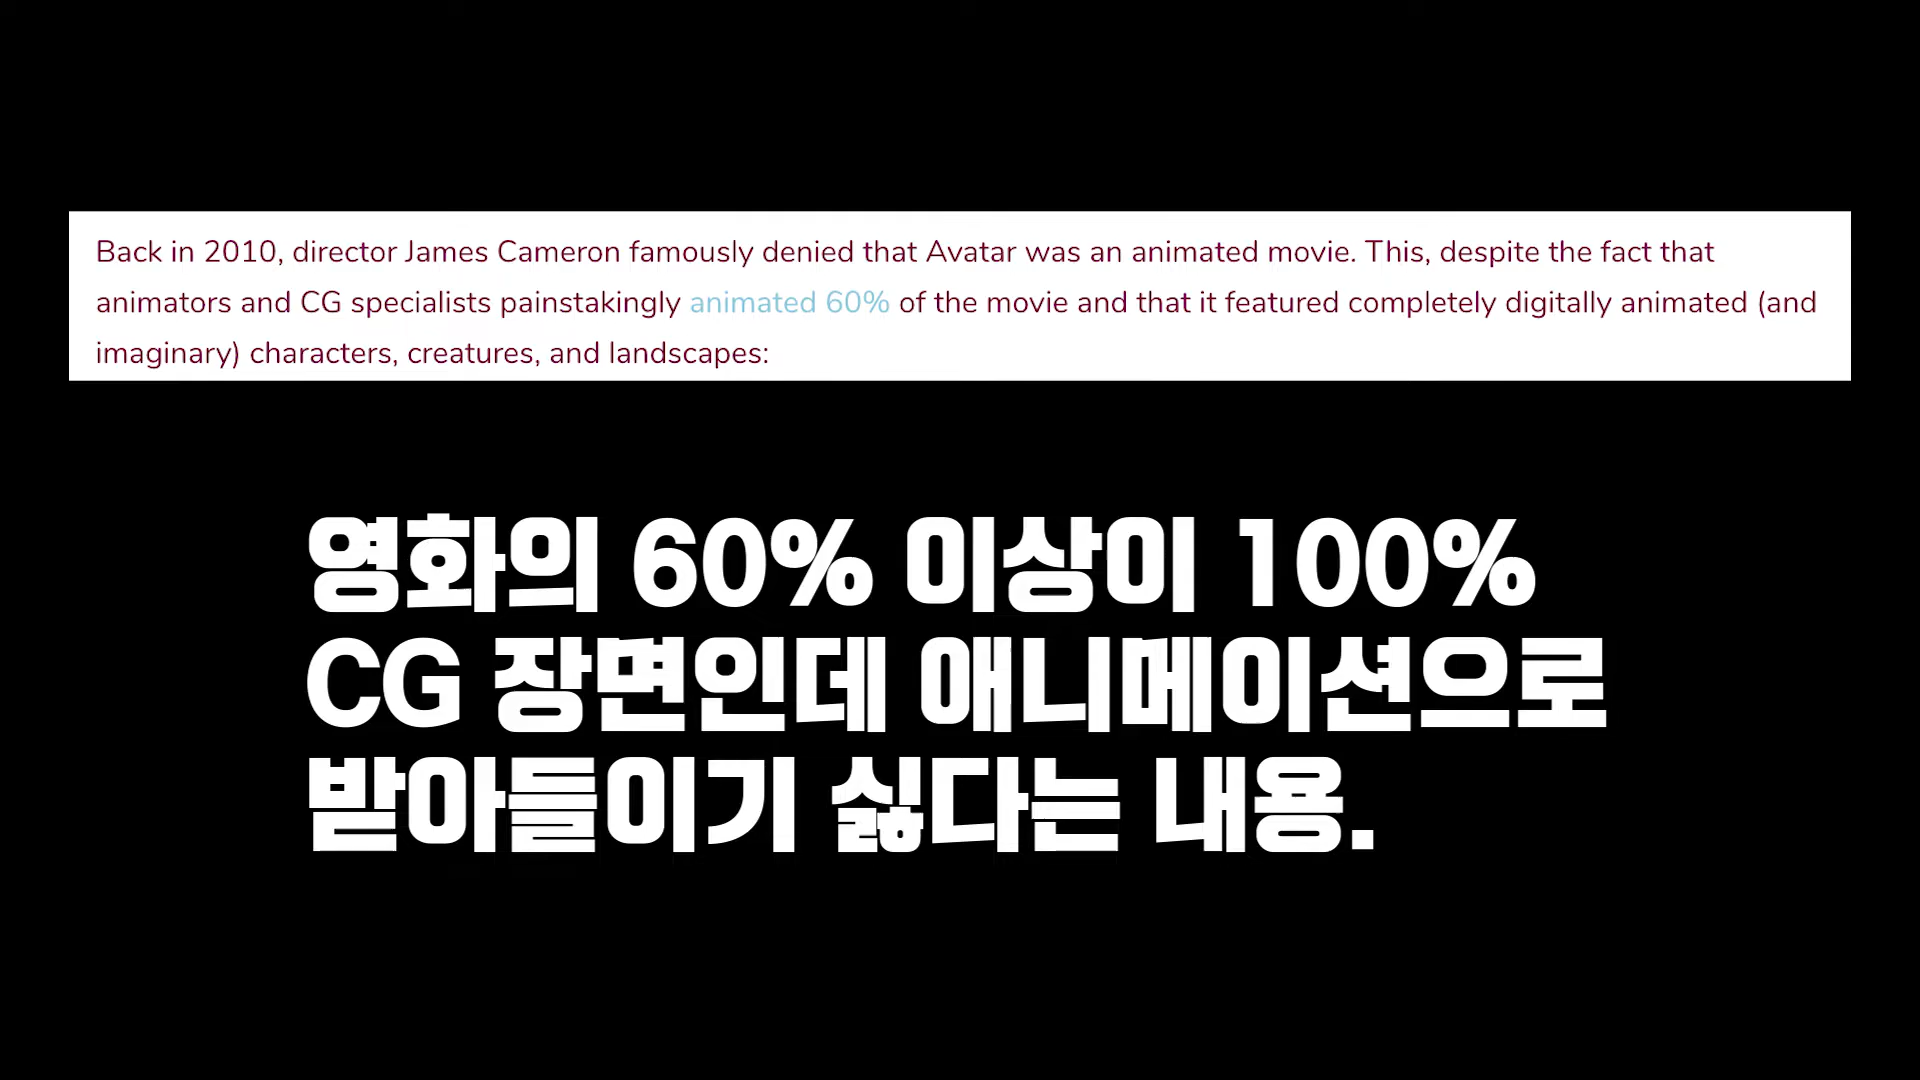 Back in 2010, director James Cameron famously denied that Avatar was an animated movie. This, despite the fact that
animators and CG specialists painstakingly animated 60% of the movie and that it featured completely digitally animated (and
imaginary) characters, creatures, and landscapes:
영화의 60% 이상이 100%
CG 장면인데 애니메이션으로
받아들이기 싫다는 내용.